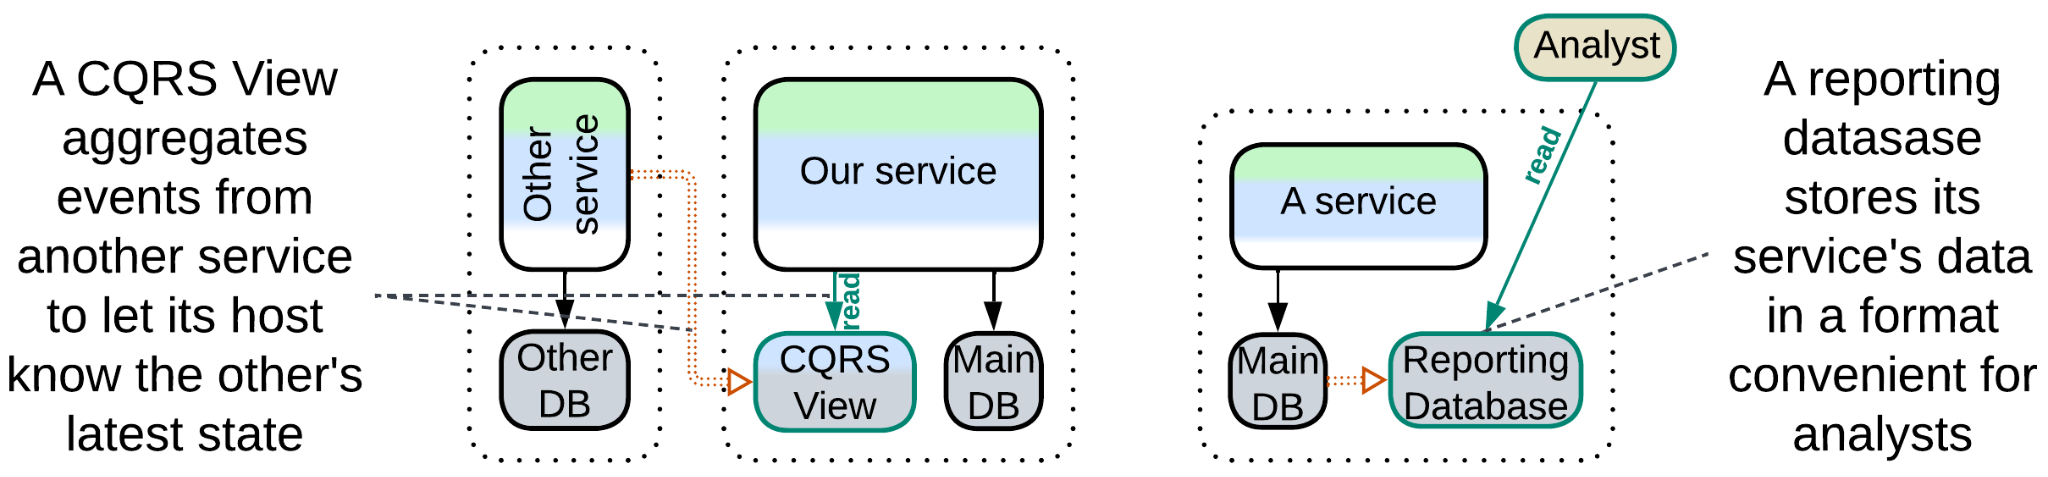 A CQRS View
aggregates
events from
another service
to let its host
know the other's
latest state
Other
service
Other
DB
Our service
read
CQRS
View
Main
DB
Analyst
read
A service
Main
DB
Reporting
Database
A reporting
datasase
stores its
service's data
in a format
convenient for
analysts